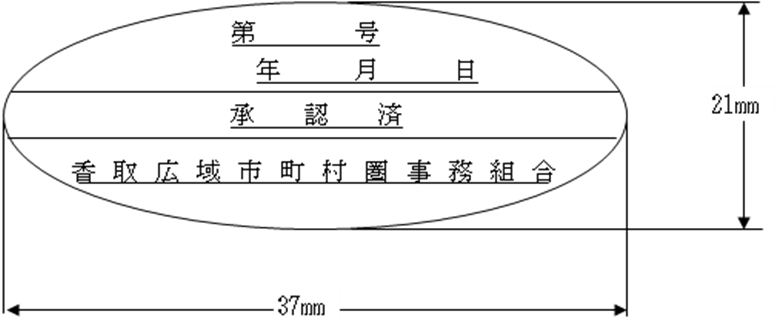 第　　　号
年　　月　　日
承　認　済
香取広域市町村圏事務組合
21mm
37mm